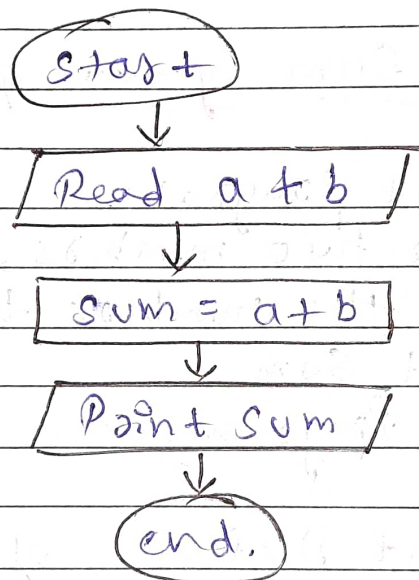 start
Read a & b
sum = a+b
Print sum
end.